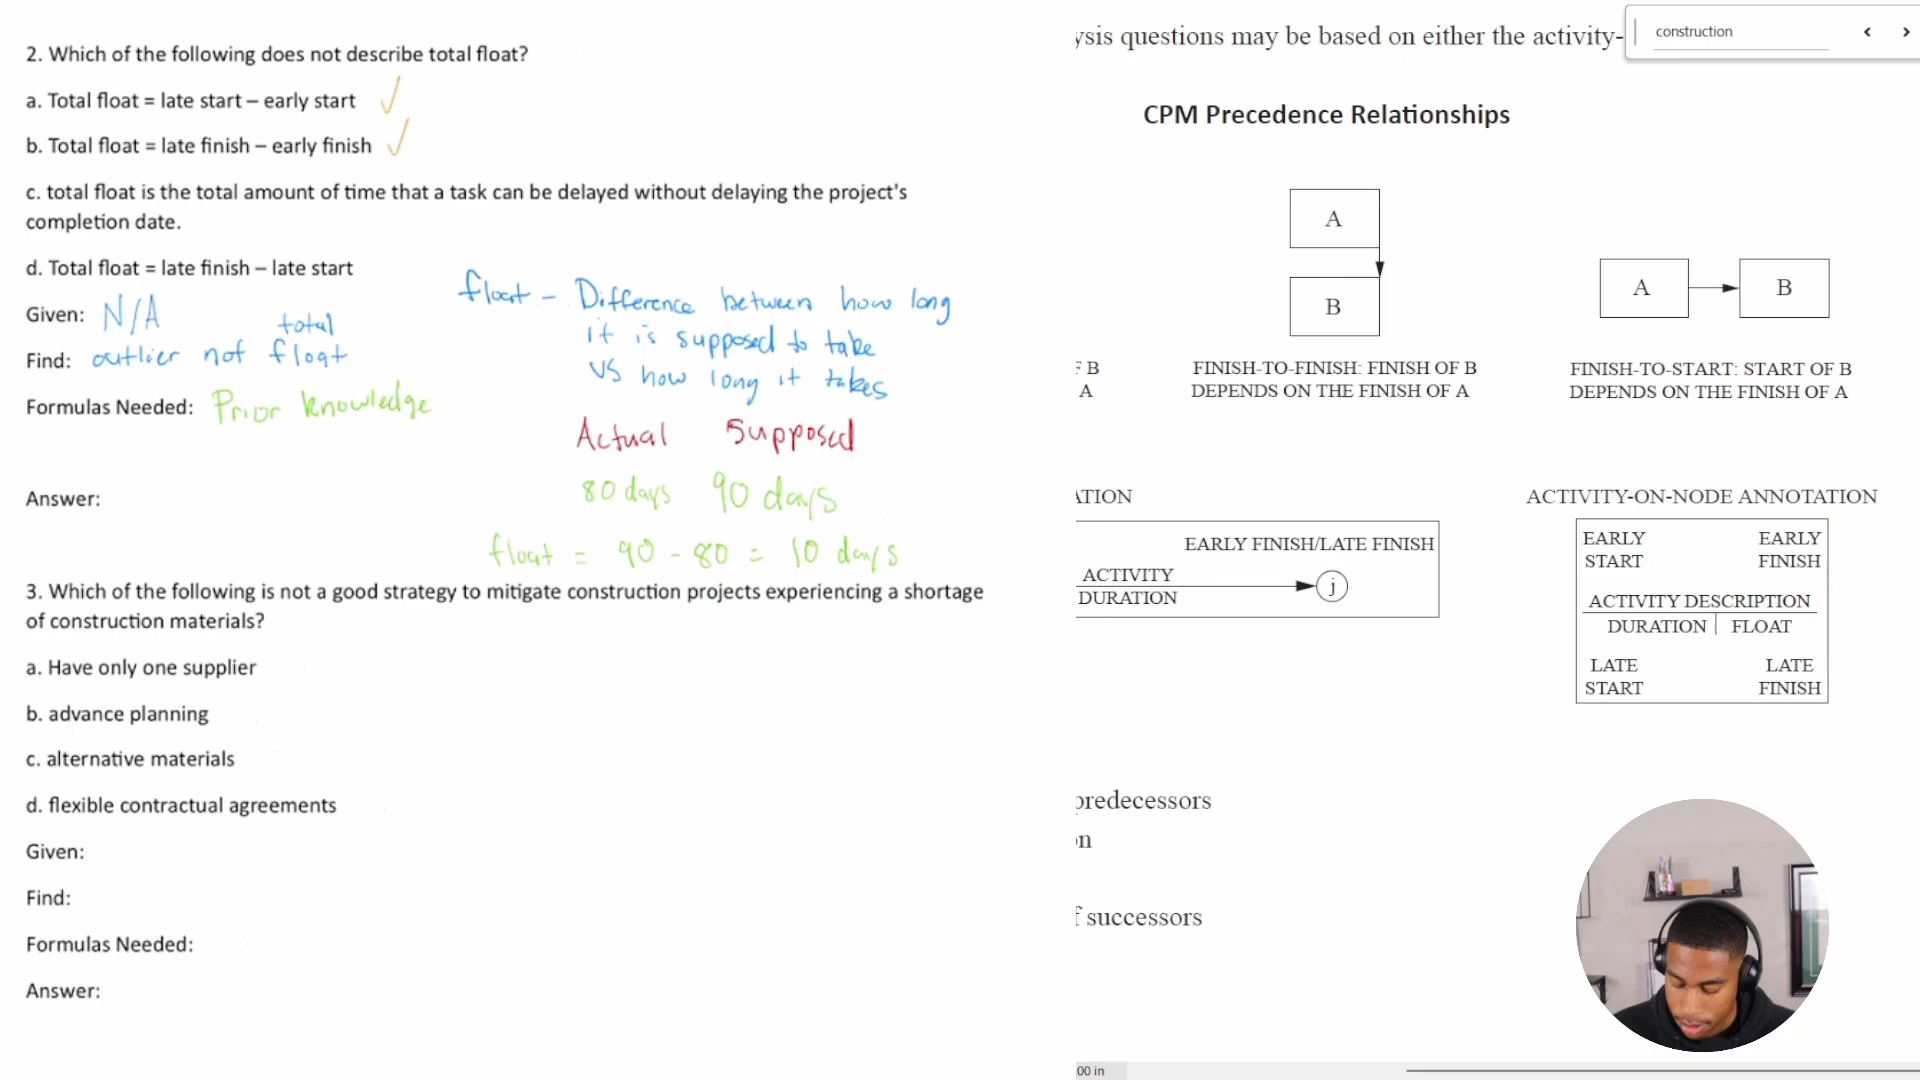 2. Which of the following does not describe total float?
a. Total float = late start – early start
b. Total float = late finish – early finish
c. total float is the total amount of time that a task can be delayed without delaying the project's
completion date.
d. Total float = late finish – late start
Given: N/A
total
Find: outlier not float
Formulas Needed: Prior knowledge
float - Difference between how long
it is supposed to take
vs how long it takes
Actual - Supposed
80 days 90 days
float = 90 - 80 = 10 days
Answer:
3. Which of the following is not a good strategy to mitigate construction projects experiencing a shortage
of construction materials?
a. Have only one supplier
b. advance planning
c. alternative materials
d. flexible contractual agreements
Given:
Find:
Formulas Needed:
Answer:
ysis questions may be based on either the activity-
construction
CPM Precedence Relationships
A
B
A
B
F B
A
FINISH-TO-FINISH: FINISH OF B
DEPENDS ON THE FINISH OF A
FINISH-TO-START: START OF B
DEPENDS ON THE FINISH OF A
ATION
EARLY FINISH/LATE FINISH
ACTIVITY
DURATION
j
ACTIVITY-ON-NODE ANNOTATION
EARLY
START
EARLY
FINISH
ACTIVITY DESCRIPTION
DURATION FLOAT
LATE
START
LATE
FINISH
predecessors
on
f successors
00 in